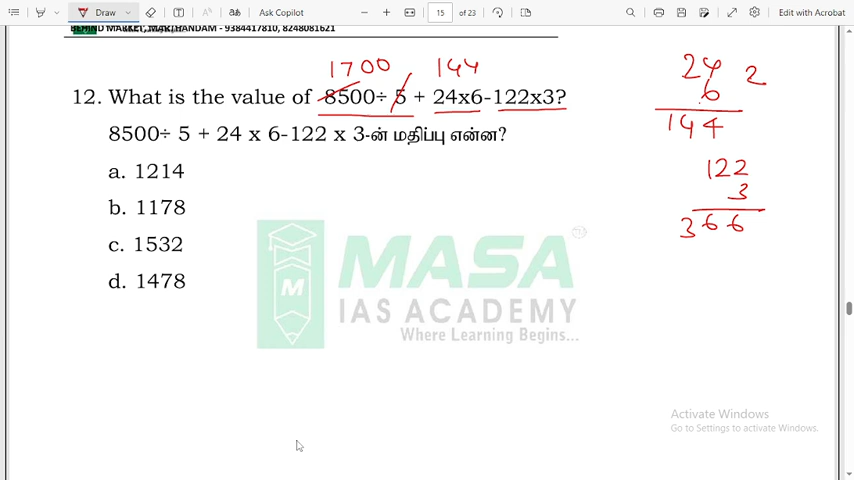 Draw
Ask Copilot
15
of 23
Edit with Acrobat
BEHIND MARKET, MARTHANDAM - 9384417810, 8248081621
1700 144
12. What is the value of 8500÷ 5 + 24x6-122x3?
8500÷ 5 + 24 x 6-122 x 3-ன் மதிப்பு என்ன?
a. 1214
b. 1178
c. 1532
d. 1478
24 2
6
144
122
3
366
M
MASA
IAS ACADEMY
Where Learning Begins...
Activate Windows
Go to Settings to activate Windows.